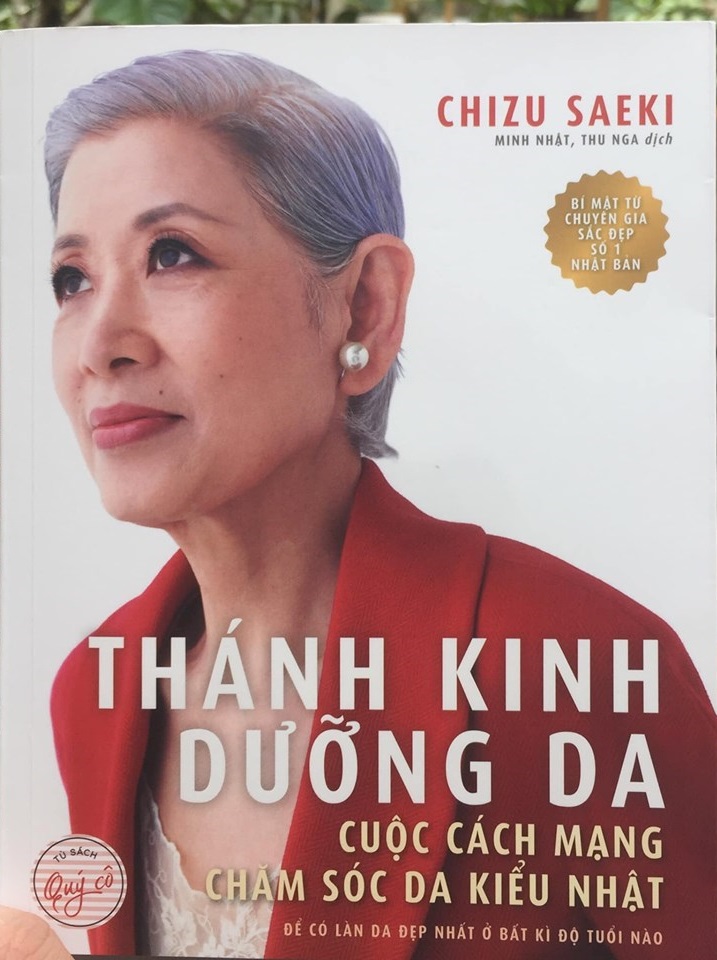 CHIZU SAEKI
MINH NHẬT, THU NGA dịch
BÍ MẬT TỪ
CHUYÊN GIA
SẮC ĐẸP
SỐ 1
NHẬT BẢN
THÁNH KINH
DƯỠNG DA
CUỘC CÁCH MẠNG
CHĂM SÓC DA KIỂU NHẬT
ĐỂ CÓ LÀN DA ĐẸP NHẤT Ở BẤT KÌ ĐỘ TUỔI NÀO
TỦ SÁCH
Quý cô